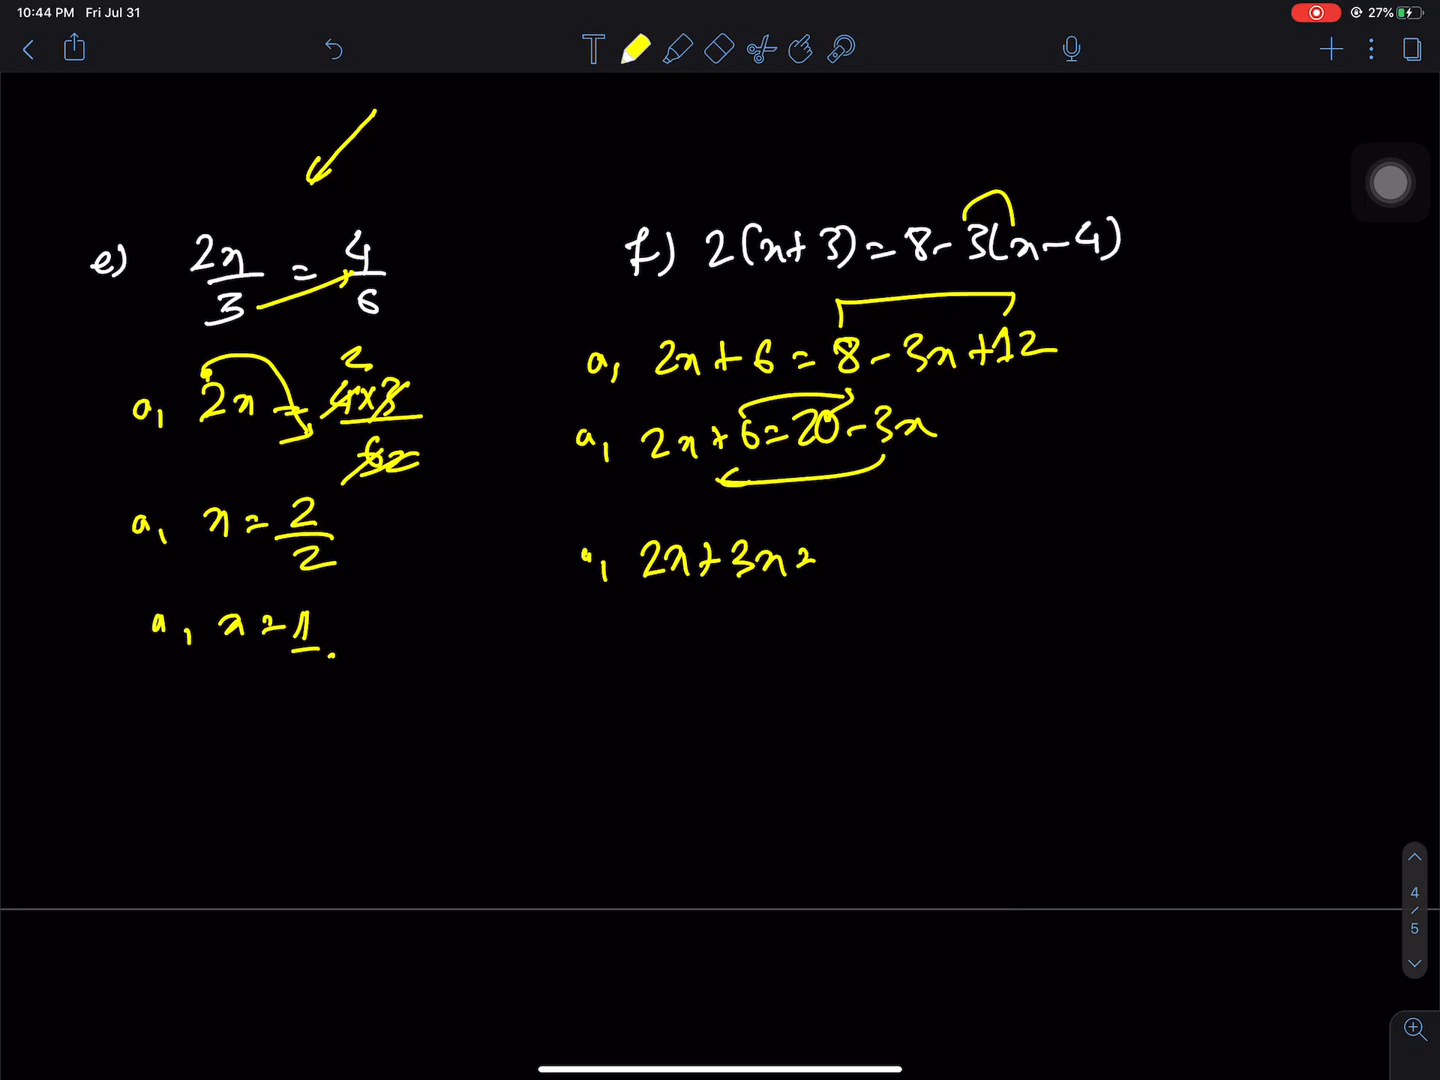 10:44 PM Fri Jul 31
27%
e) 2x/3 = 4/6
a, 2x = 4×3/6 2
a, x = 2/2
a, x = 1.
f) 2(x+3) = 8 - 3(x-4)
a, 2x + 6 = 8 - 3x + 12
a, 2x + 6 = 20 - 3x
a, 2x + 3x =
4
/
5